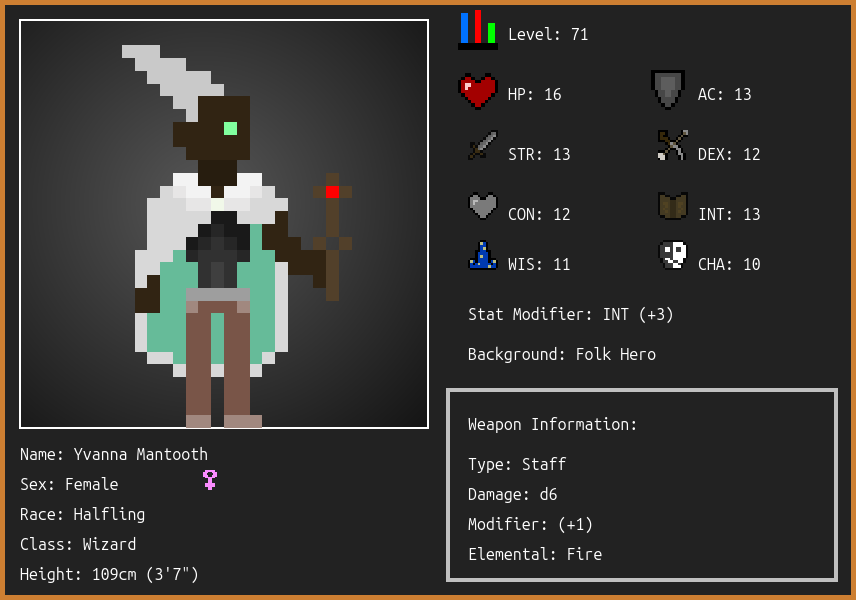 Level: 71
HP: 16
AC: 13
STR: 13
DEX: 12
CON: 12
INT: 13
WIS: 11
CHA: 10
Stat Modifier: INT (+3)
Background: Folk Hero
Weapon Information:
Type: Staff
Damage: d6
Modifier: (+1)
Elemental: Fire
Name: Yvanna Mantooth
Sex: Female
Race: Halfling
Class: Wizard
Height: 109cm (3'7")